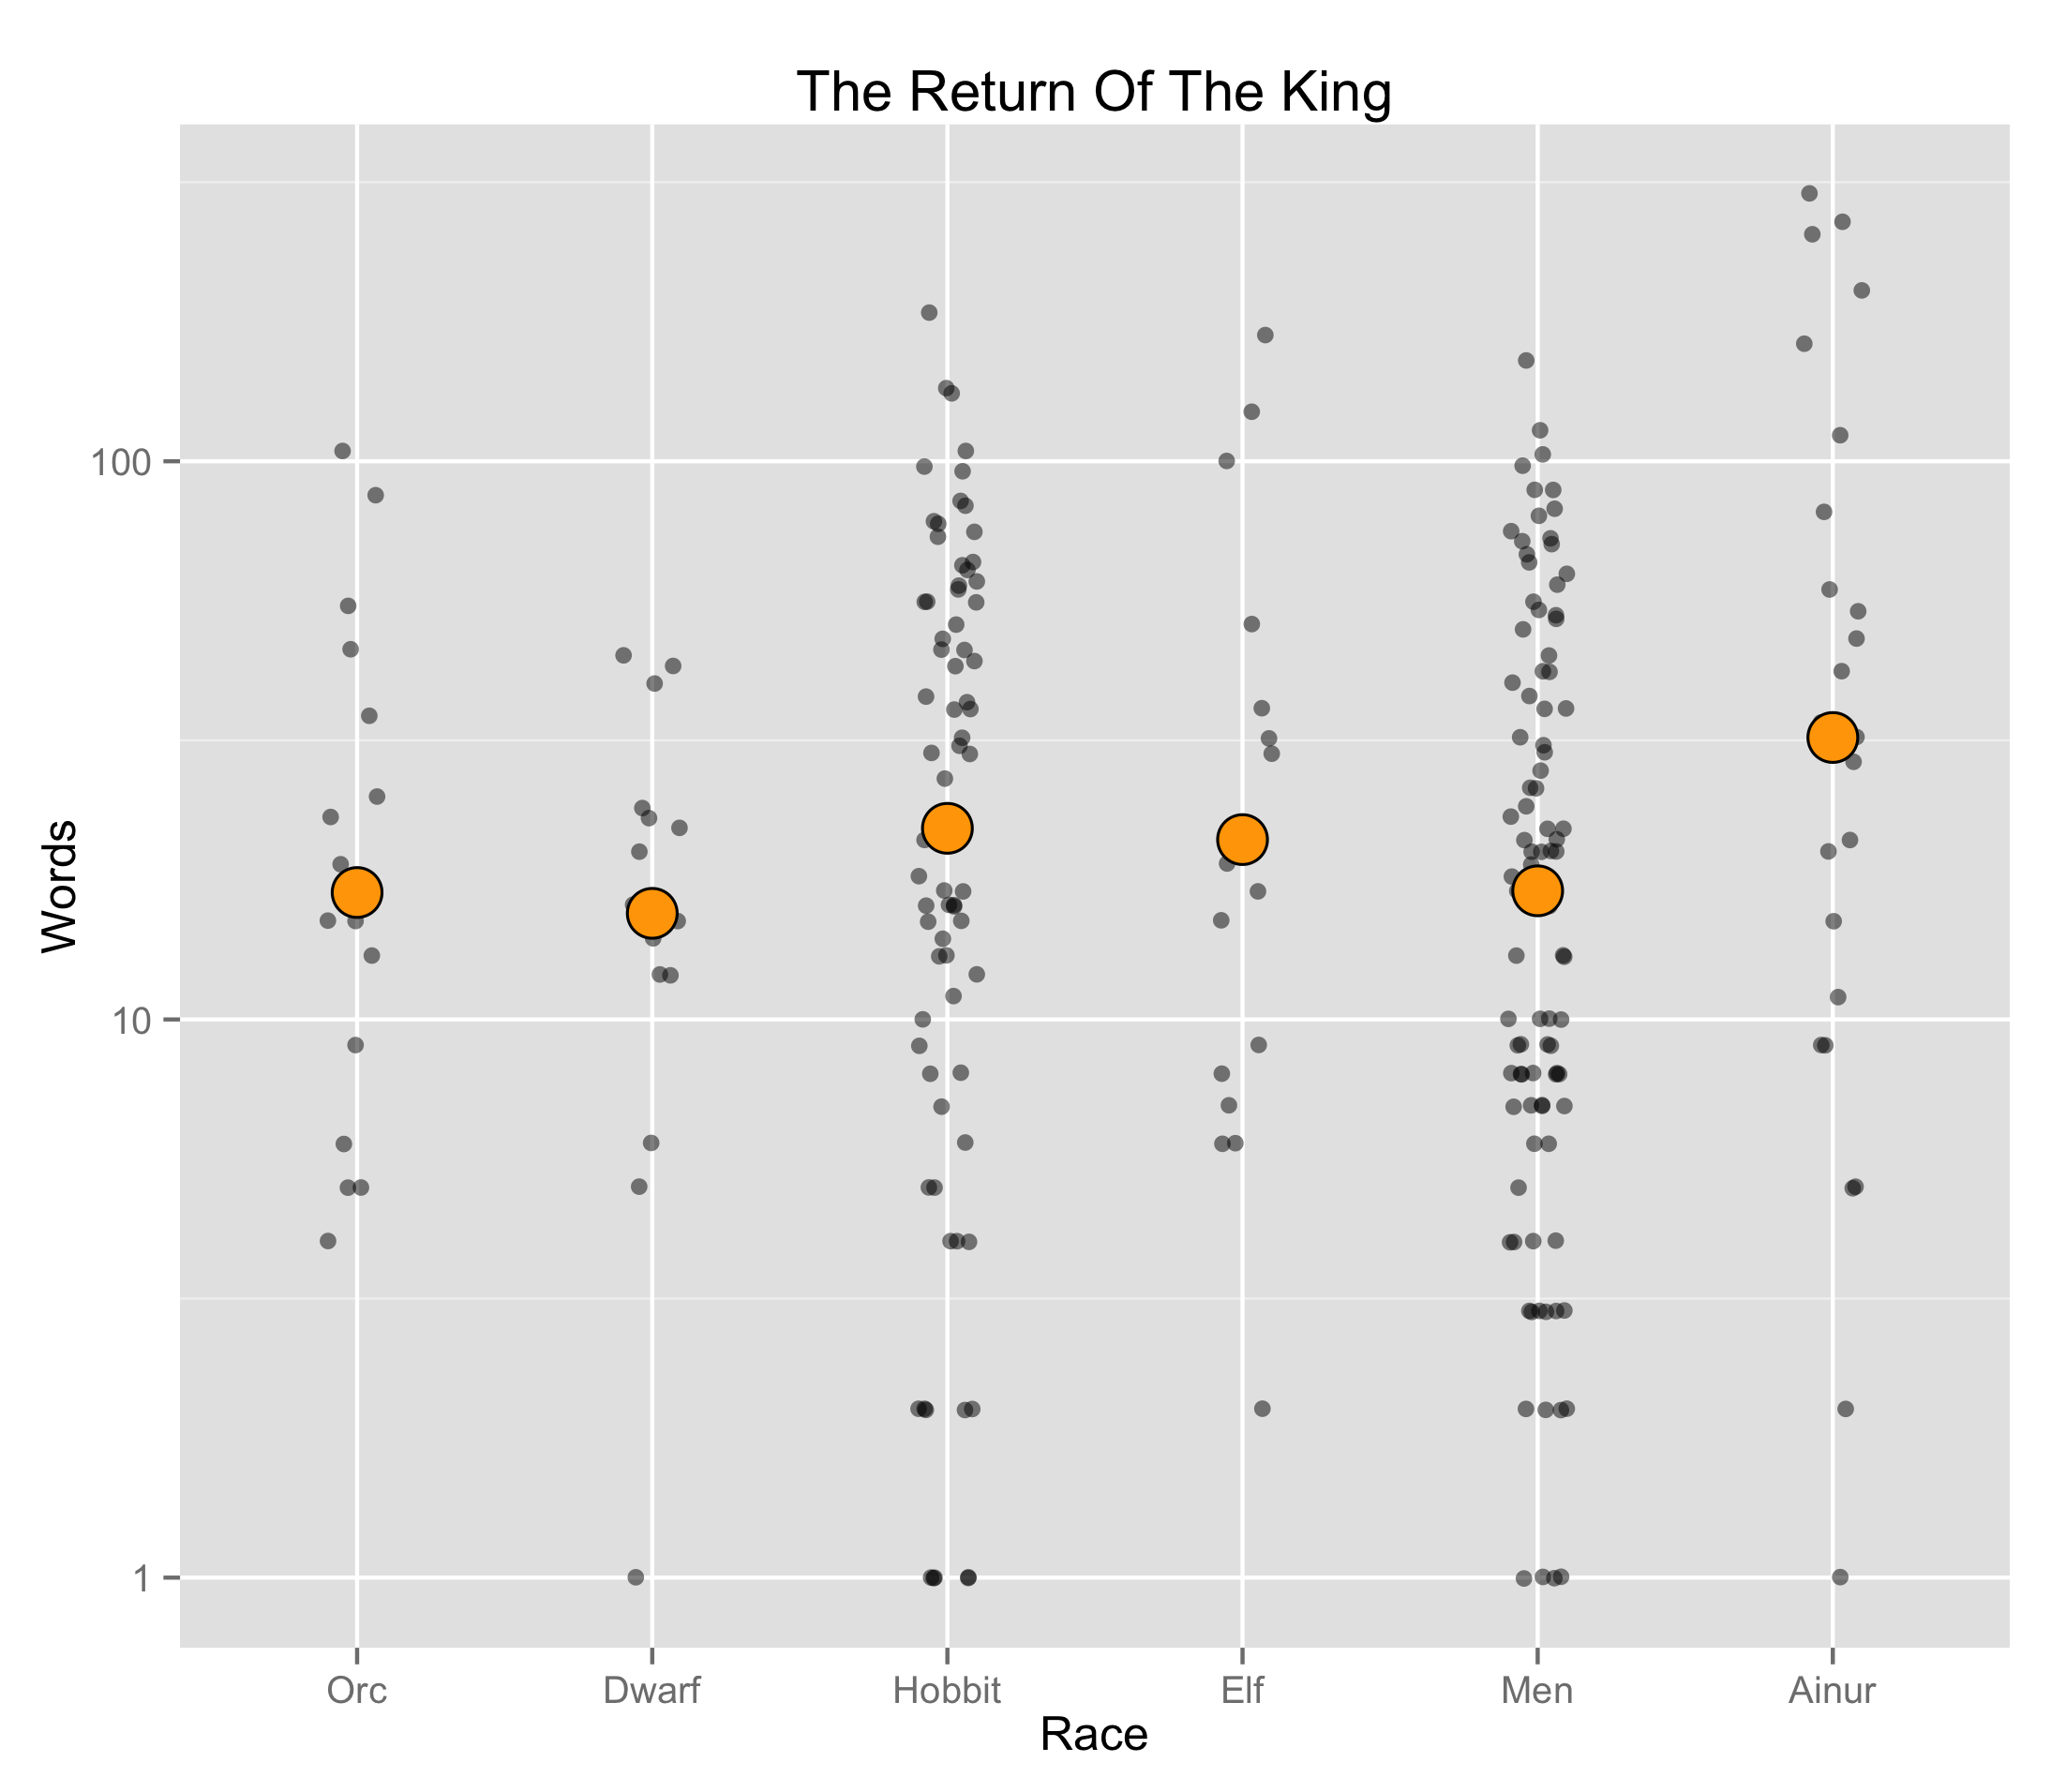 The Return Of The King
Words
100
10
1
Orc Dwarf Hobbit Elf Men Ainur
Race